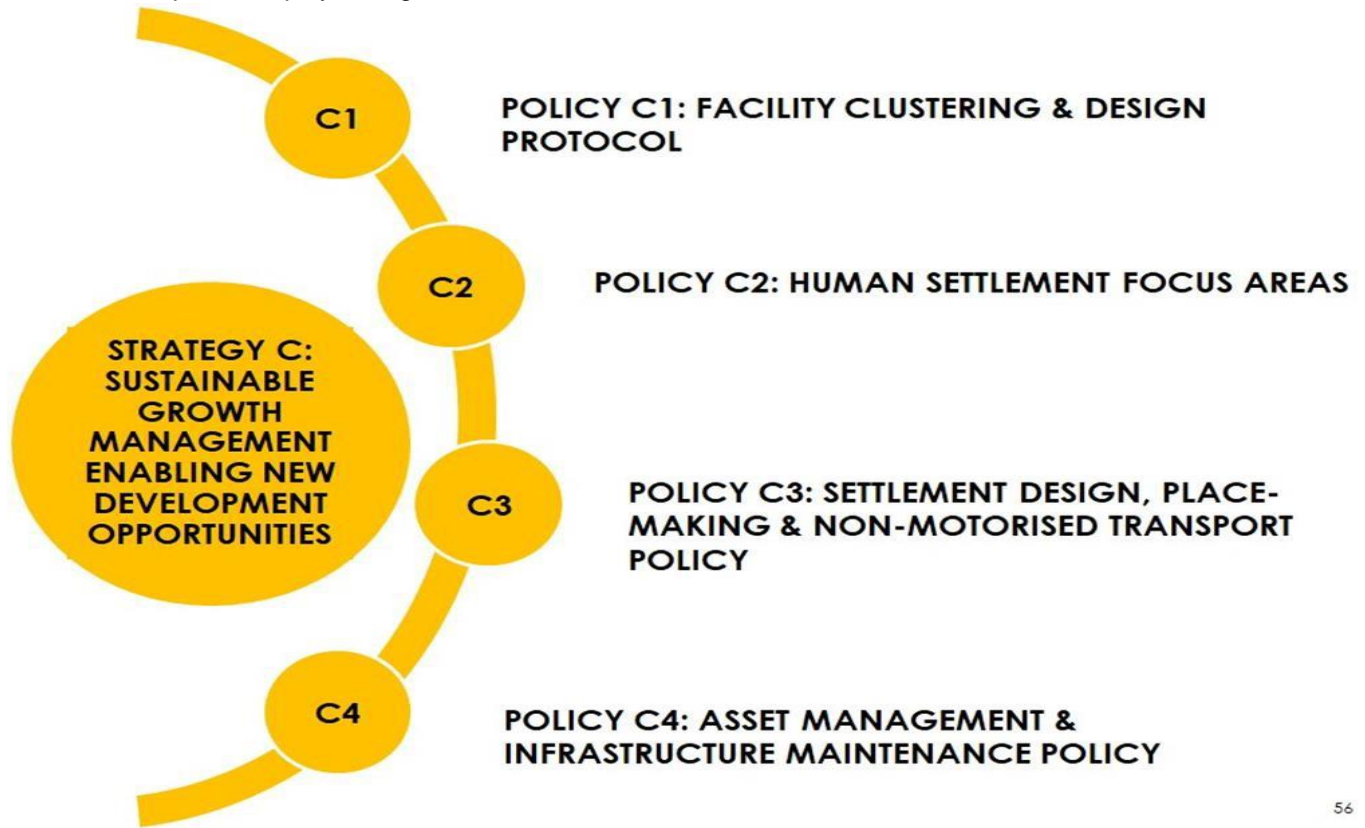 C1
POLICY C1: FACILITY CLUSTERING & DESIGN
PROTOCOL
C2
POLICY C2: HUMAN SETTLEMENT FOCUS AREAS
STRATEGY C:
SUSTAINABLE
GROWTH
MANAGEMENT
ENABLING NEW
DEVELOPMENT
OPPORTUNITIES
C3
POLICY C3: SETTLEMENT DESIGN, PLACE-
MAKING & NON-MOTORISED TRANSPORT
POLICY
C4
POLICY C4: ASSET MANAGEMENT &
INFRASTRUCTURE MAINTENANCE POLICY
56